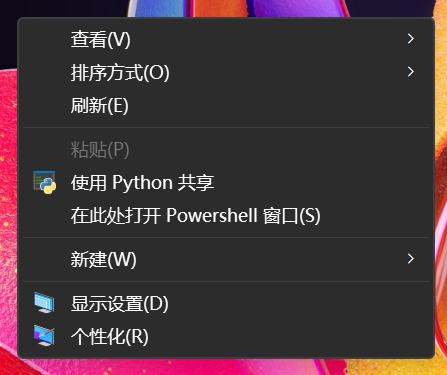 查看(V)
排序方式(O)
刷新(E)
粘贴(P)
使用 Python 共享
在此处打开 Powershell 窗口(S)
新建(W)
显示设置(D)
个性化(R)